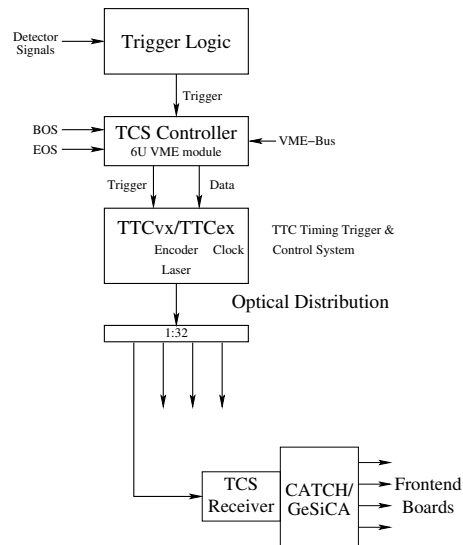 Detector
Signals
Trigger Logic
Trigger
BOS
EOS
TCS Controller
6U VME module
VME-Bus
Trigger
Data
TTCvx/TTCex
Encoder Clock
Laser
TTC Timing Trigger &
Control System
Optical Distribution
1:32
TCS
Receiver
CATCH/
GeSiCA
Frontend
Boards